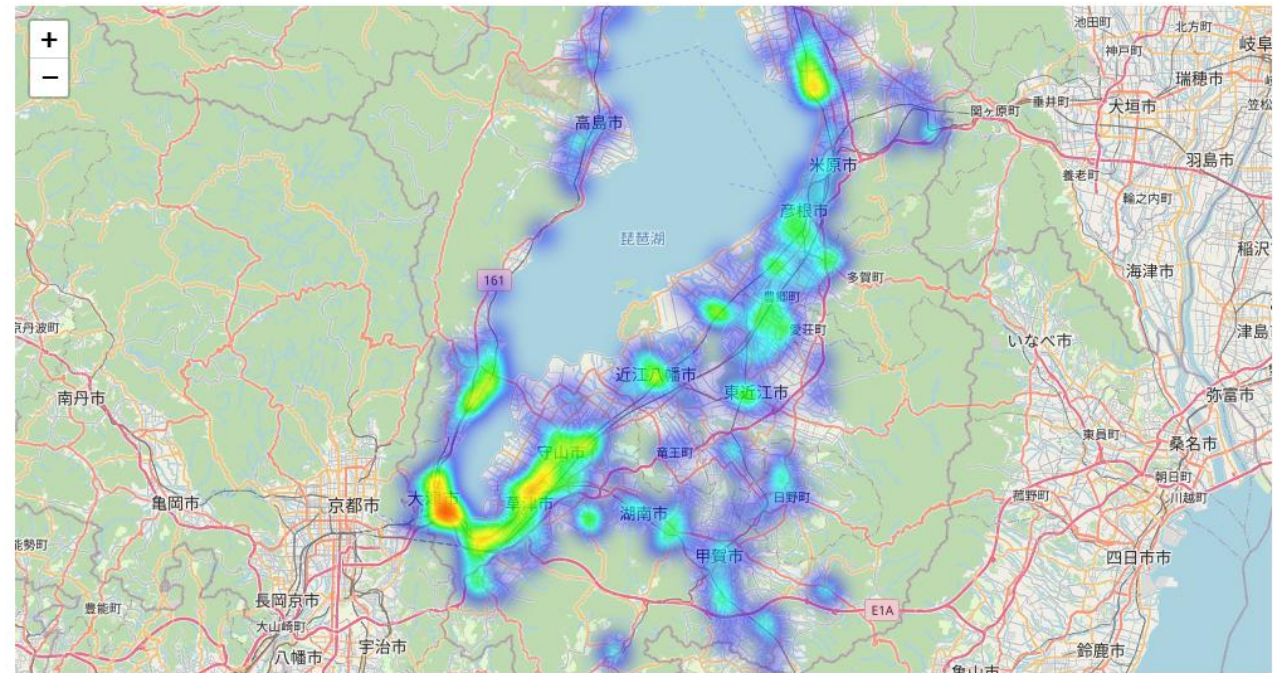 +
−
池田町
北方町
神戸町
岐阜
瑞穂市
垂井町
大垣市
笠松
関ヶ原町
高島市
米原市
羽島市
養老町
輪之内町
彦根市
琵琶湖
稲沢
多賀町
海津市
161
豊郷町
京丹波町
愛荘町
津島
いなべ市
近江八幡市
東近江市
弥富市
南丹市
東員町
桑名市
守山市
竜王町
朝日町
大津市
草津市
日野町
菰野町
川越町
亀岡市
京都市
湖南市
能勢町
甲賀市
四日市市
長岡京市
豊能町
E1A
大山崎町
宇治市
八幡市
鈴鹿市
亀山市